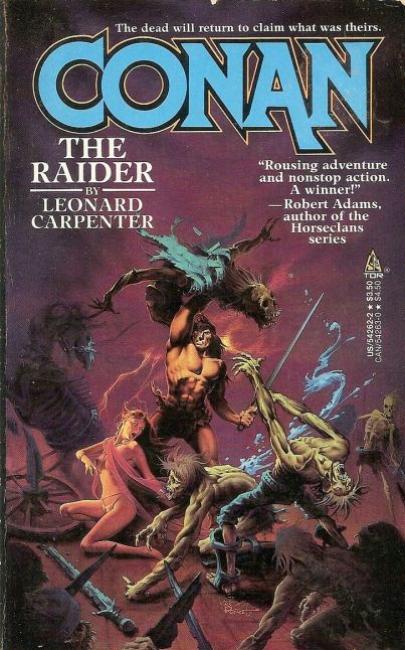 The dead will return to claim what was theirs.
CONAN
THE
RAIDER
BY
LEONARD
CARPENTER
“Rousing adventure
and nonstop action.
A winner!”
—Robert Adams,
author of the
Horseclans
series
TOR®
US/54262-2 ★ $3.50
CAN/54263-0 ★ $4.50